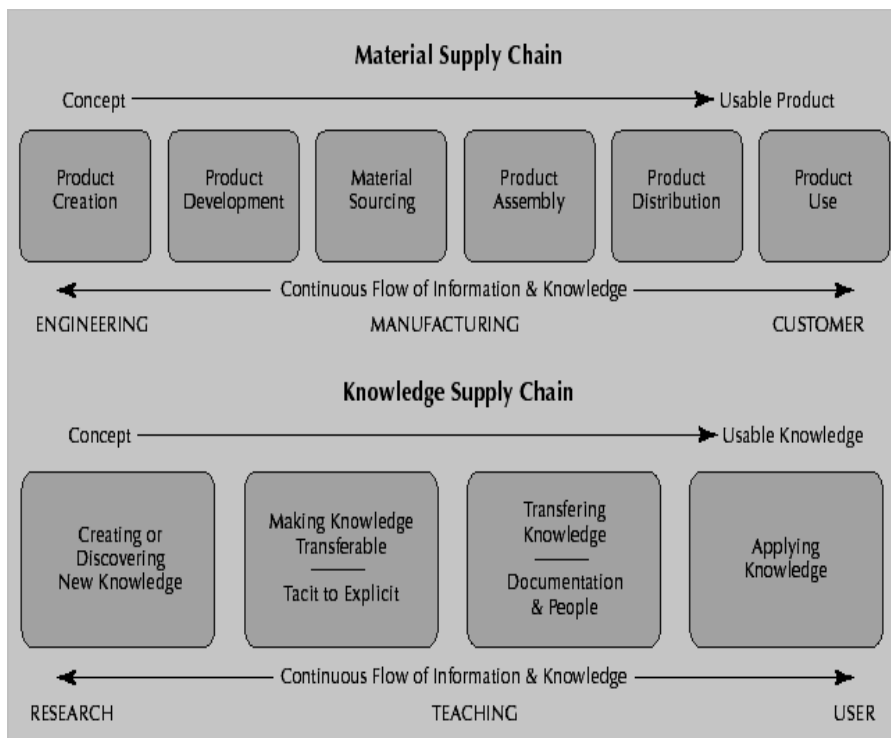 Material Supply Chain
Concept
Usable Product
Product
Creation
Product
Development
Material
Sourcing
Product
Assembly
Product
Distribution
Product
Use
Continuous Flow of Information & Knowledge
ENGINEERING
MANUFACTURING
CUSTOMER
Knowledge Supply Chain
Concept
Usable Knowledge
Creating or
Discovering
New Knowledge
Making Knowledge
Transferable
Tacit to Explicit
Transfering
Knowledge
Documentation
& People
Applying
Knowledge
Continuous Flow of Information & Knowledge
RESEARCH
TEACHING
USER